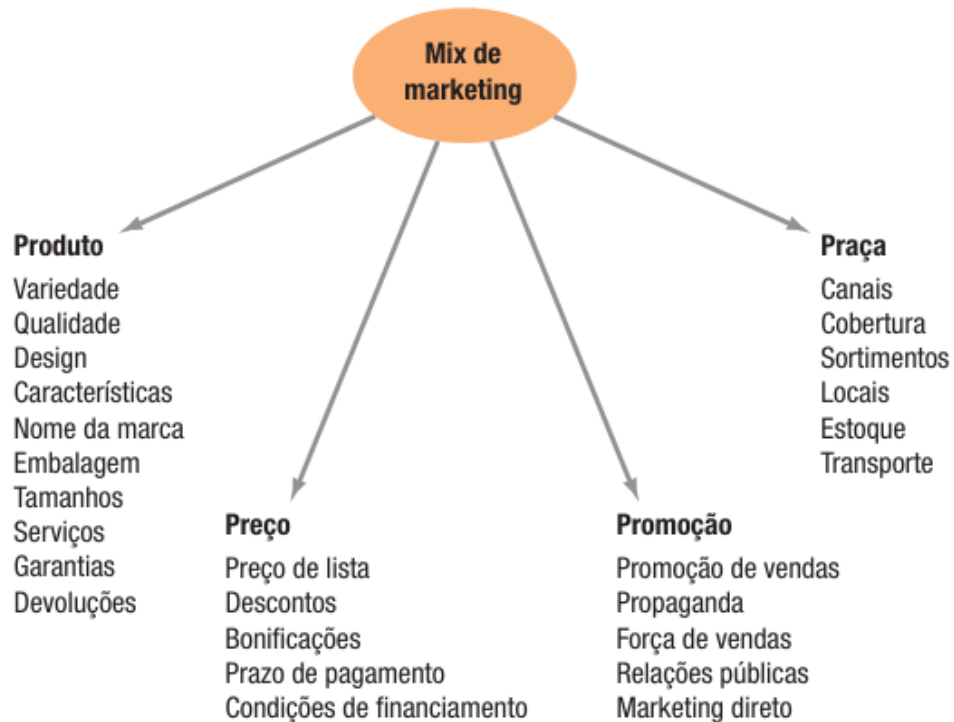 Mix de
marketing
Produto
Variedade
Qualidade
Design
Características
Nome da marca
Embalagem
Tamanhos
Serviços
Garantias
Devoluções
Preço
Preço de lista
Descontos
Bonificações
Prazo de pagamento
Condições de financiamento
Promoção
Promoção de vendas
Propaganda
Força de vendas
Relações públicas
Marketing direto
Praça
Canais
Cobertura
Sortimentos
Locais
Estoque
Transporte